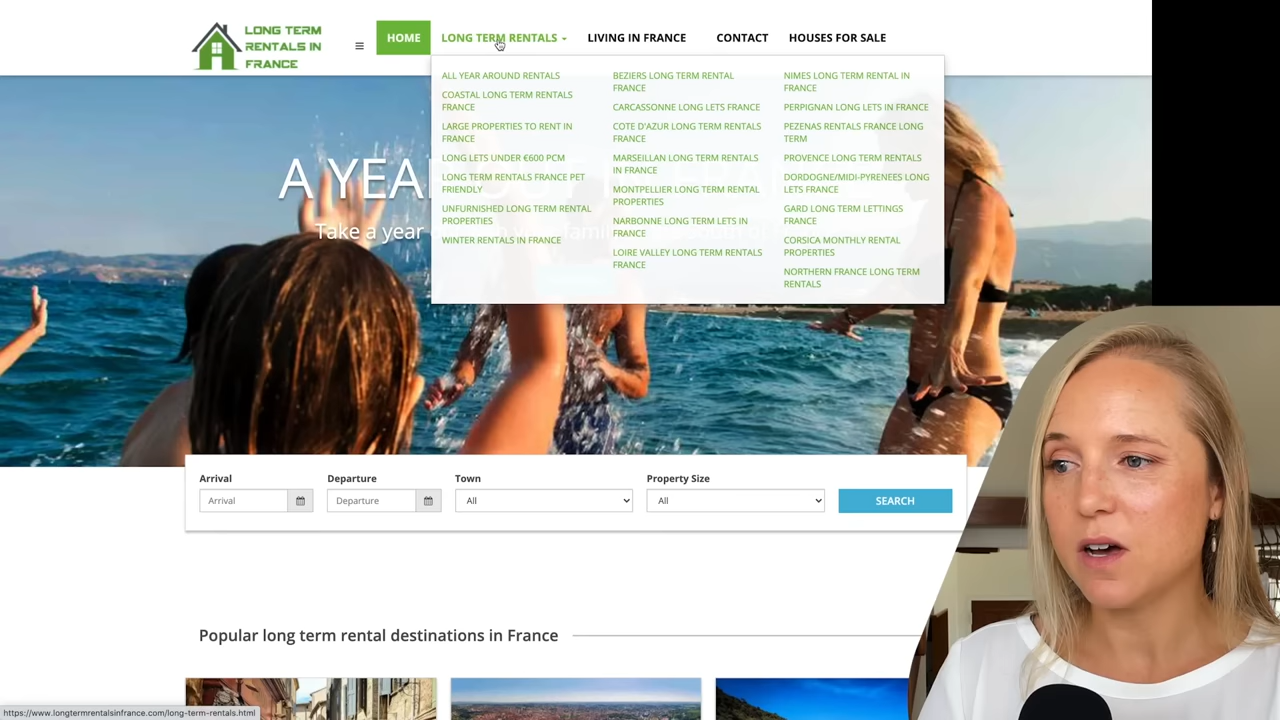 LONG TERM
RENTALS IN
FRANCE
HOME
LONG TERM RENTALS
LIVING IN FRANCE
CONTACT
HOUSES FOR SALE
ALL YEAR AROUND RENTALS
COASTAL LONG TERM RENTALS
FRANCE
LARGE PROPERTIES TO RENT IN
FRANCE
LONG LETS UNDER €600 PCM
LONG TERM RENTALS FRANCE PET
FRIENDLY
UNFURNISHED LONG TERM RENTAL
PROPERTIES
WINTER RENTALS IN FRANCE
BEZIERS LONG TERM RENTAL
FRANCE
CARCASSONNE LONG LETS FRANCE
COTE D'AZUR LONG TERM RENTALS
FRANCE
MARSEILLAN LONG TERM RENTALS
IN FRANCE
MONTPELLIER LONG TERM RENTAL
PROPERTIES
NARBONNE LONG TERM LETS IN
FRANCE
LOIRE VALLEY LONG TERM RENTALS
FRANCE
NIMES LONG TERM RENTAL IN
FRANCE
PERPIGNAN LONG LETS IN FRANCE
PEZENAS RENTALS FRANCE LONG
TERM
PROVENCE LONG TERM RENTALS
DORDOGNE/MIDI-PYRENEES LONG
LETS FRANCE
GARD LONG TERM LETTINGS
FRANCE
CORSICA MONTHLY RENTAL
PROPERTIES
NORTHERN FRANCE LONG TERM
RENTALS
A YEA
Take a year
Arrival
Departure
Town
Property Size
Arrival
Departure
All
All
SEARCH
Popular long term rental destinations in France
https://www.longtermrentalsinfrance.com/long-term-rentals.html